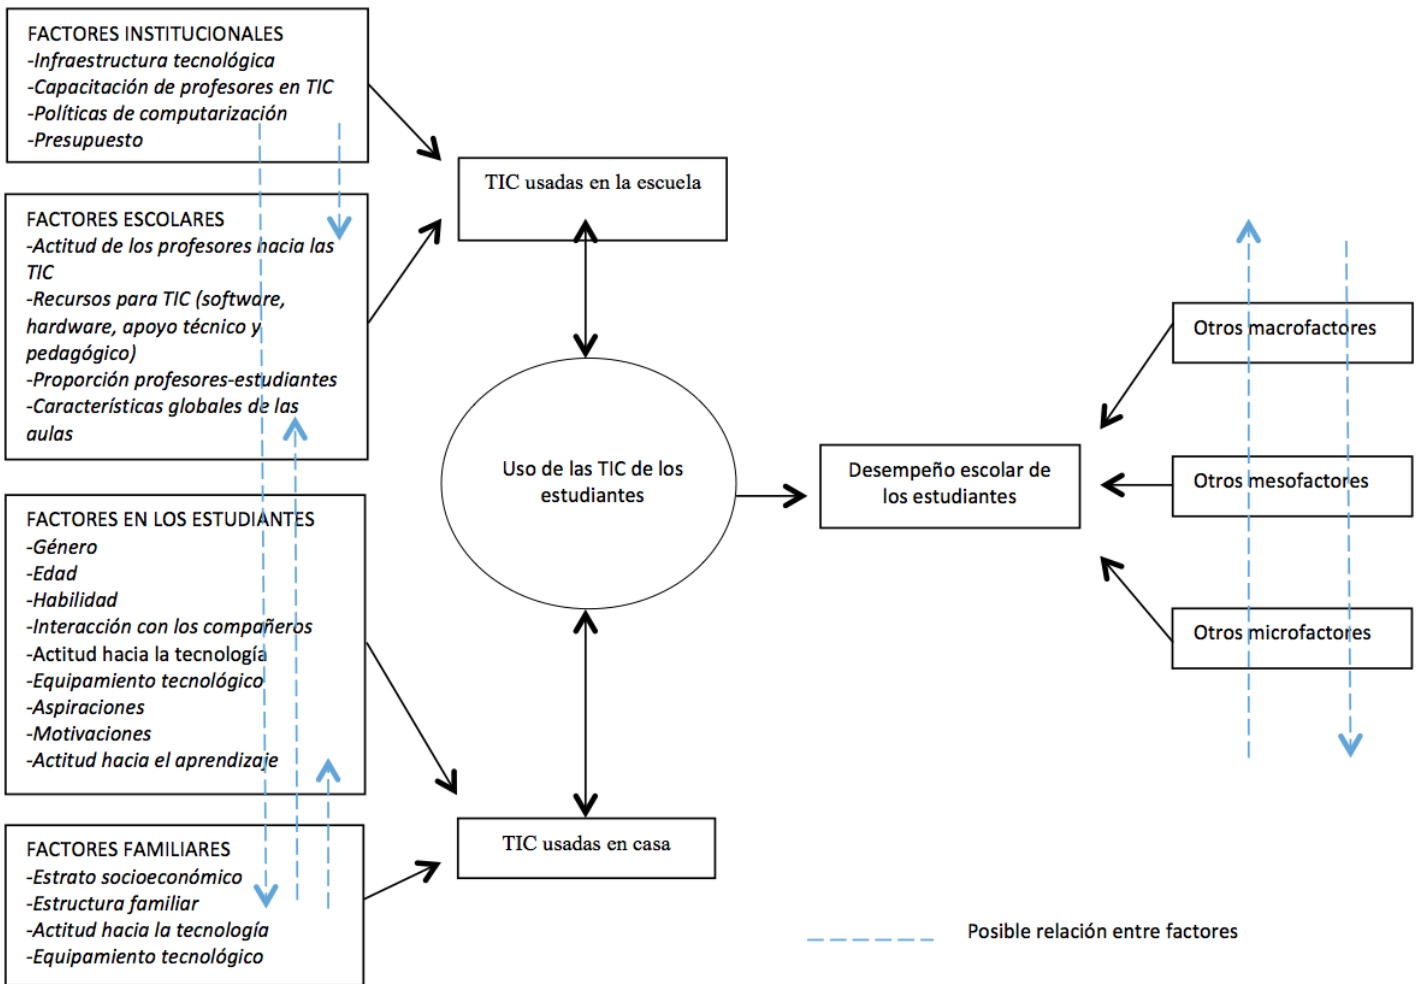 FACTORES INSTITUCIONALES
-Infraestructura tecnológica
-Capacitación de profesores en TIC
-Políticas de computarización
-Presupuesto
FACTORES ESCOLARES
-Actitud de los profesores hacia las
TIC
-Recursos para TIC (software,
hardware, apoyo técnico y
pedagógico)
-Proporción profesores-estudiantes
-Características globales de las
aulas
FACTORES EN LOS ESTUDIANTES
-Género
-Edad
-Habilidad
-Interacción con los compañeros
-Actitud hacia la tecnología
-Equipamiento tecnológico
-Aspiraciones
-Motivaciones
-Actitud hacia el aprendizaje
FACTORES FAMILIARES
-Estrato socioeconómico
-Estructura familiar
-Actitud hacia la tecnología
-Equipamiento tecnológico
TIC usadas en la escuela
Uso de las TIC de los
estudiantes
TIC usadas en casa
Desempeño escolar de
los estudiantes
Otros macrofactores
Otros mesofactores
Otros microfactores
Posible relación entre factores